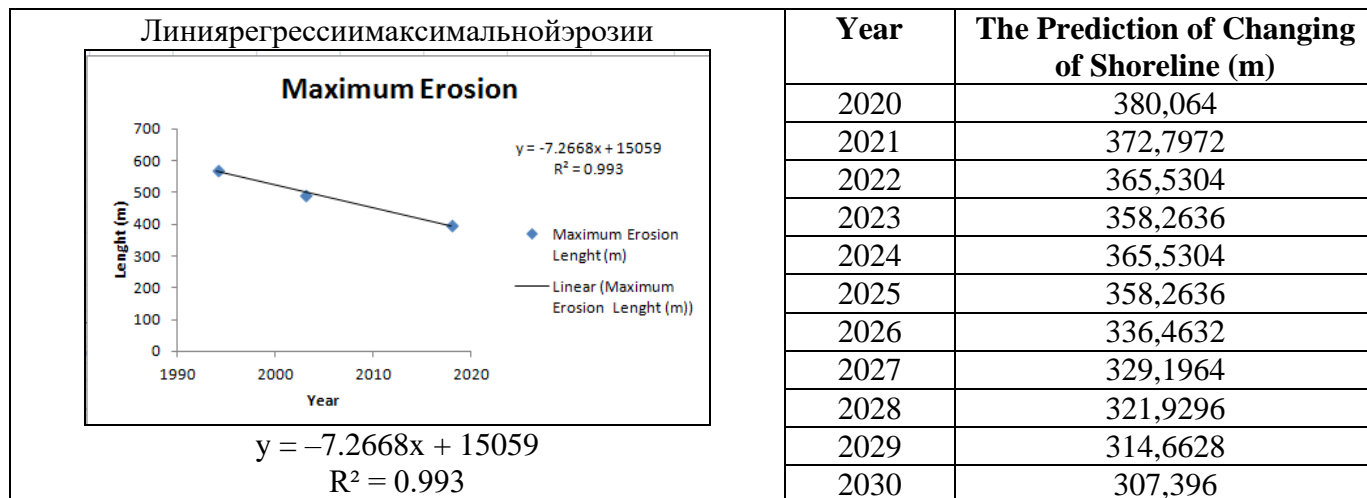 Линиярегрессиимаксимальнойэрозии
Maximum Erosion
700
600
500
400
300
200
100
0
Lenght (m)
1990 2000 2010 2020
Year
y = -7.2668x + 15059
R² = 0.993
Maximum Erosion
Lenght (m)
Linear (Maximum
Erosion Lenght (m))
y = –7.2668x + 15059
R² = 0.993
Year The Prediction of Changing
of Shoreline (m)
2020 380,064
2021 372,7972
2022 365,5304
2023 358,2636
2024 365,5304
2025 358,2636
2026 336,4632
2027 329,1964
2028 321,9296
2029 314,6628
2030 307,396